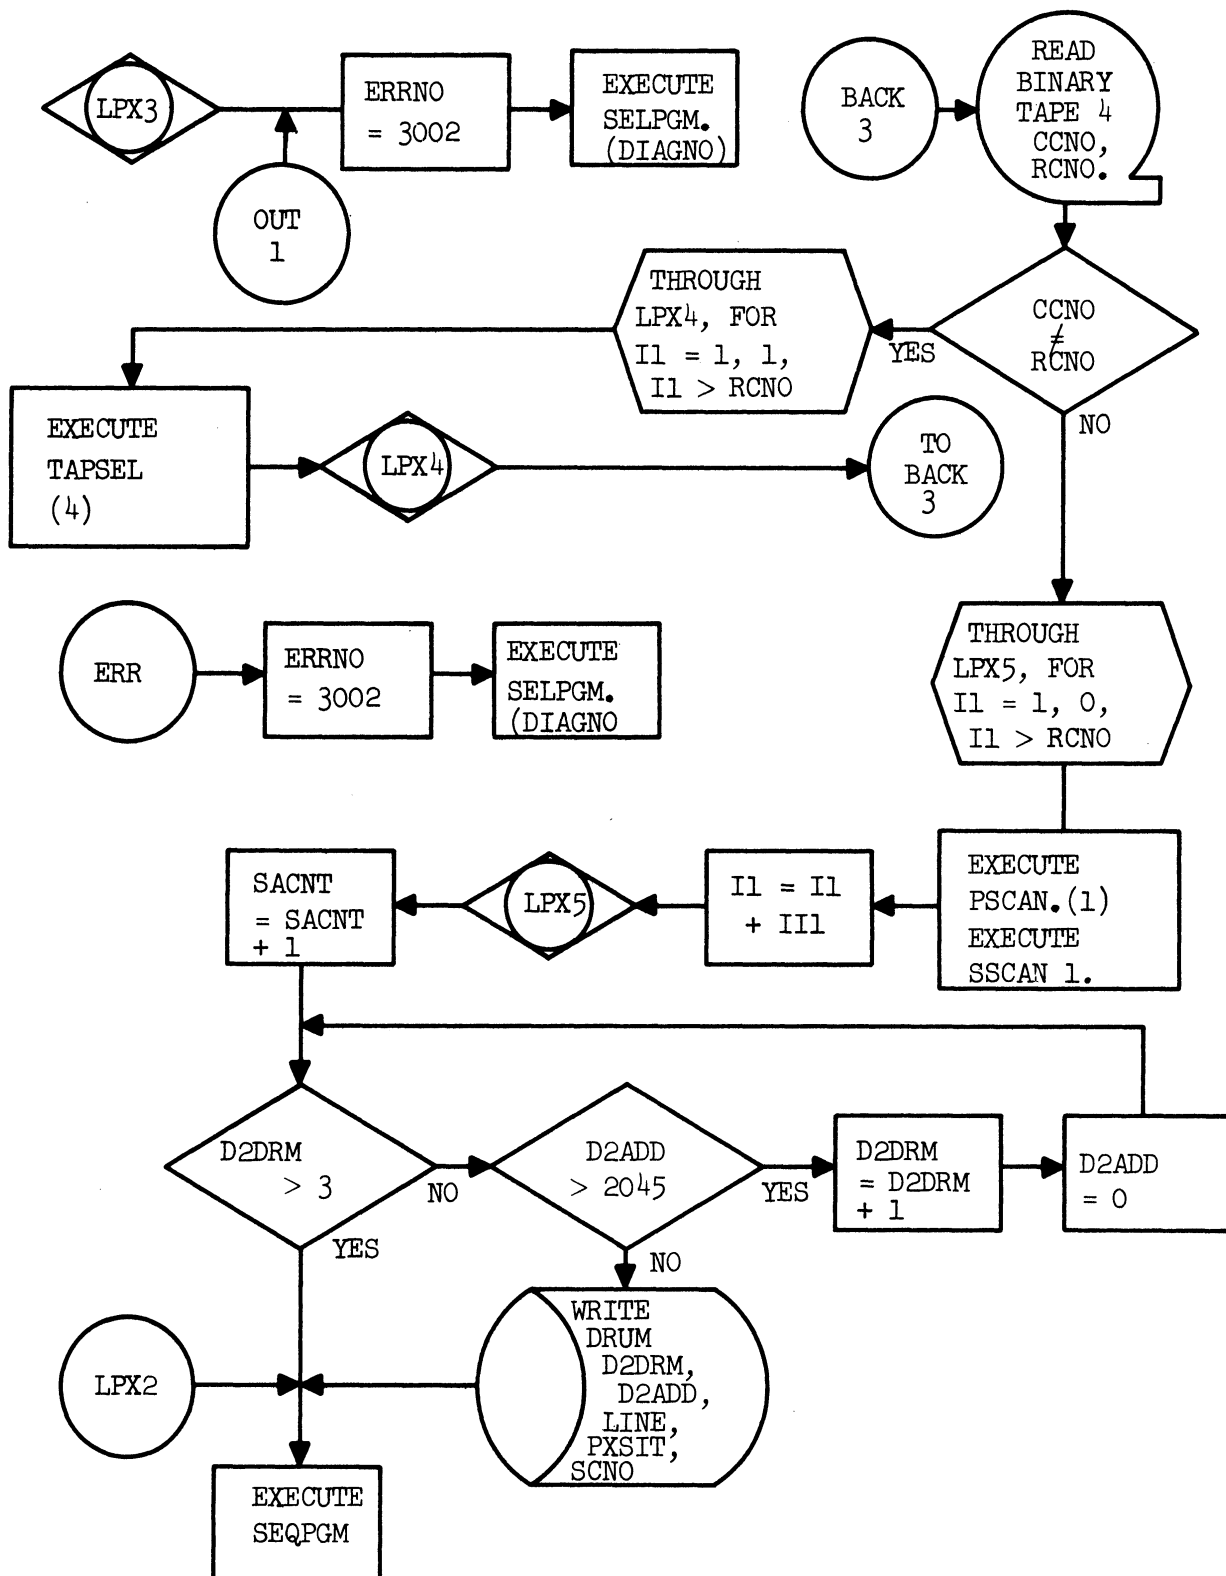 LPX3
ERRNO
= 3002
EXECUTE
SELPGM.
(DIAGNO)
BACK
3
READ
BINARY
TAPE 4
CCNO,
RCNO.
OUT
1
THROUGH
LPX4, FOR
I1 = 1, 1,
I1 > RCNO
YES
CCNO
≠
RCNO
NO
EXECUTE
TAPSEL
(4)
LPX4
TO
BACK
3
ERR
ERRNO
= 3002
EXECUTE
SELPGM.
(DIAGNO
THROUGH
LPX5, FOR
I1 = 1, 0,
I1 > RCNO
SACNT
= SACNT
+ 1
LPX5
I1 = I1
+ III1
EXECUTE
PSCAN.(1)
EXECUTE
SSCAN 1.
D2DRM
> 3
NO
YES
D2ADD
> 2045
YES
NO
D2DRM
= D2DRM
+ 1
D2ADD
= 0
LPX2
WRITE
DRUM
D2DRM,
D2ADD,
LINE,
PXSIT,
SCNO
EXECUTE
SEQPGM